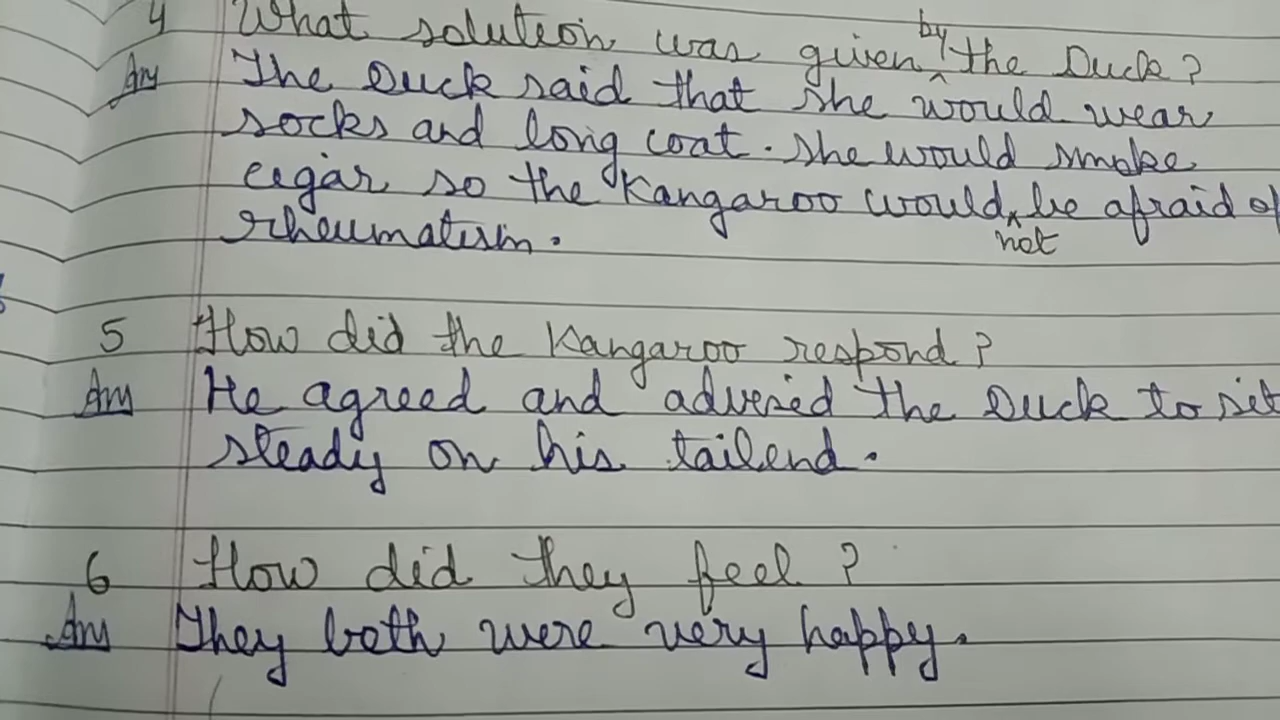 4 What solution was given by the Duck?
Ans The Duck said that she would wear
socks and long coat. She would smoke
cigar so the Kangaroo would not be afraid of
rheumatism.
5 How did the Kangaroo respond?
Ans He agreed and advised the Duck to sit
steady on his tailend.
6 How did they feel?
Ans They both were very happy.